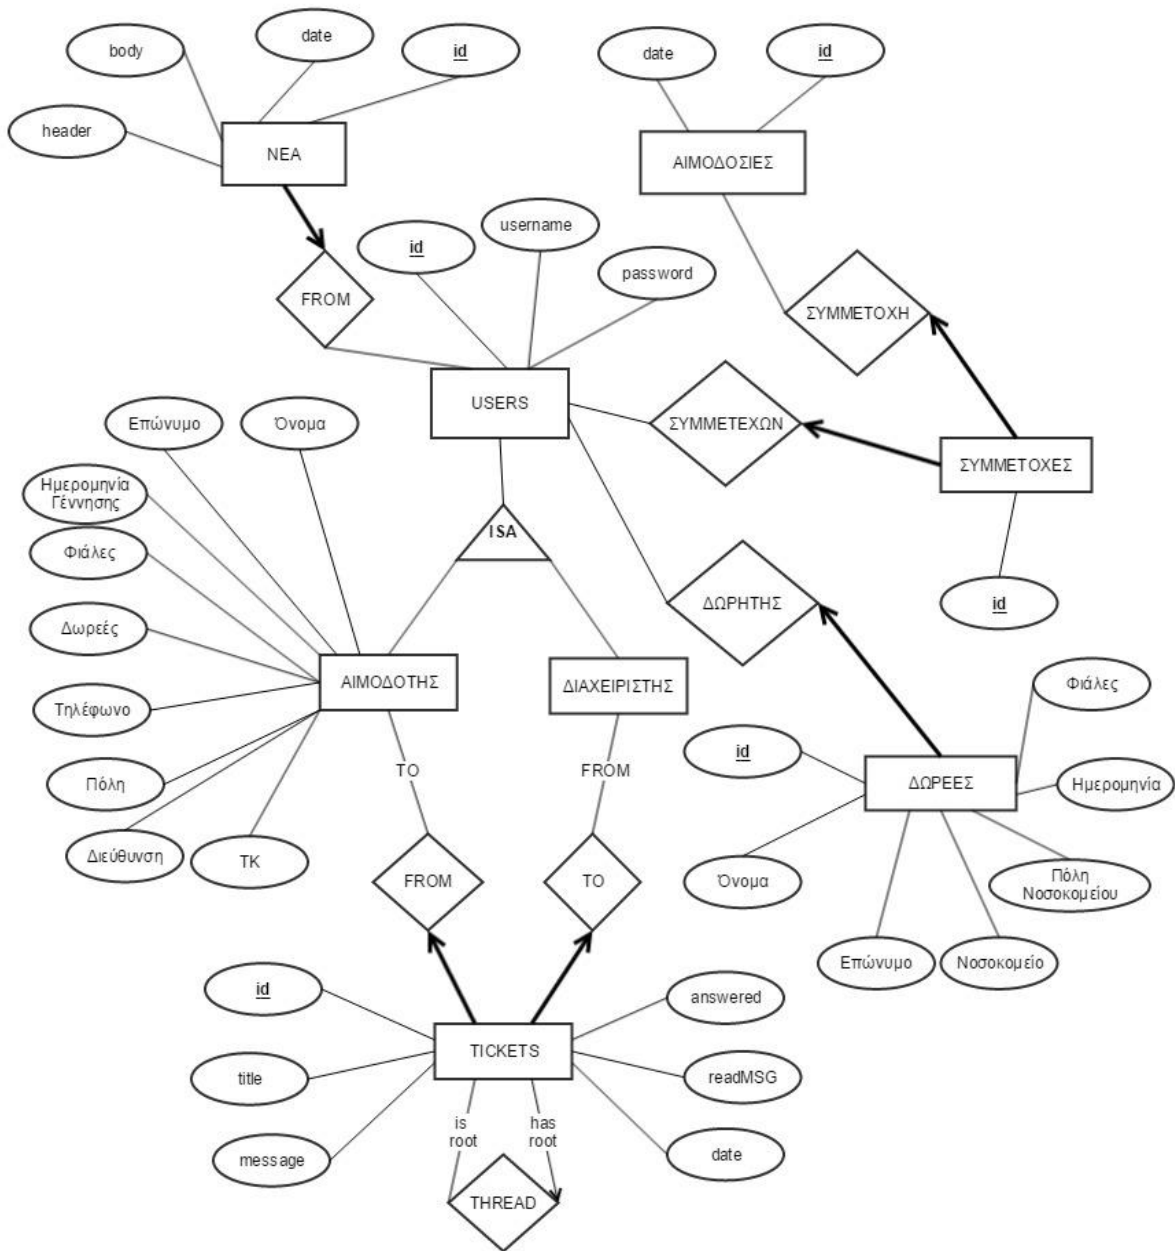 date
id
body
date
id
header
ΝΕΑ
ΑΙΜΟΔΟΣΙΕΣ
username
id
password
FROM
ΣΥΜΜΕΤΟΧΗ
USERS
Επώνυμο
Όνομα
ΣΥΜΜΕΤΕΧΩΝ
ΣΥΜΜΕΤΟΧΕΣ
Ημερομηνία
Γέννησης
ISA
Φιάλες
ΔΩΡΗΤΗΣ
id
Δωρεές
ΑΙΜΟΔΟΤΗΣ
ΔΙΑΧΕΙΡΙΣΤΗΣ
Φιάλες
Τηλέφωνο
id
TO
FROM
ΔΩΡΕΕΣ
Ημερομηνία
Πόλη
Διεύθυνση
ΤΚ
FROM
TO
Όνομα
Πόλη
Νοσοκομείου
Επώνυμο
Νοσοκομείο
id
answered
TICKETS
title
readMSG
is
root
has
root
message
date
THREAD